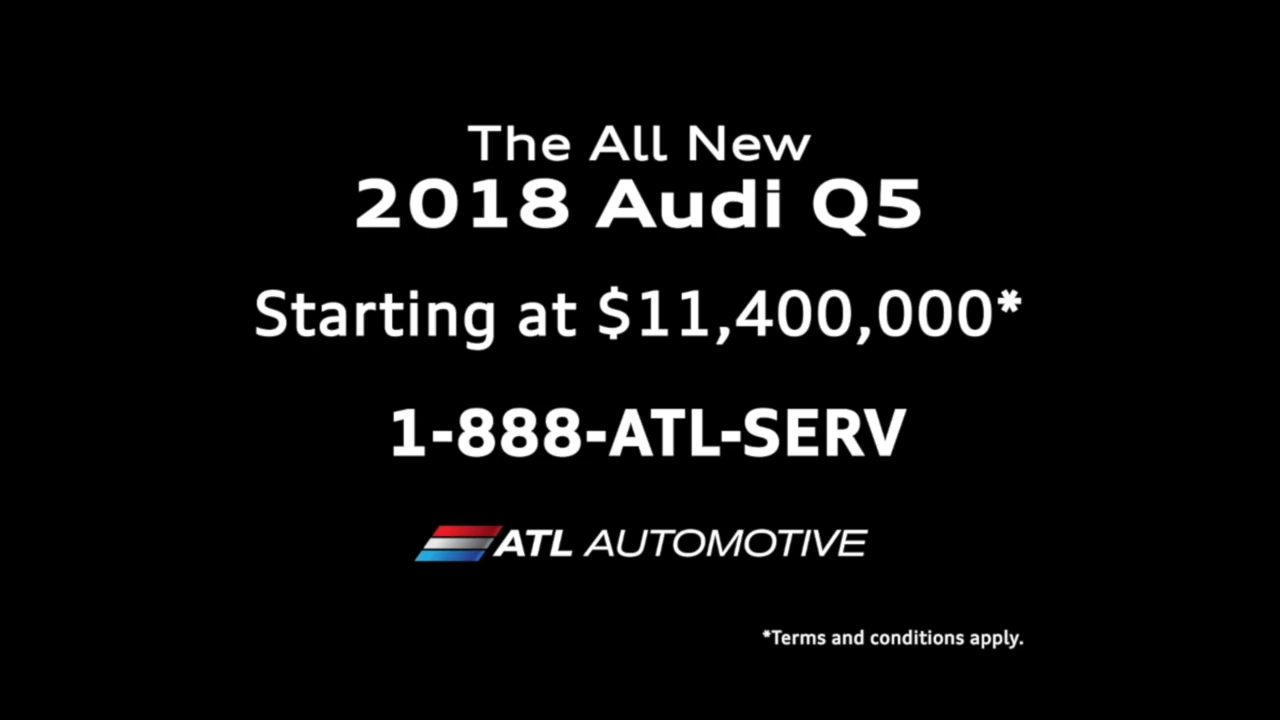 The All New
2018 Audi Q5
Starting at $11,400,000*
1-888-ATL-SERV
ATL AUTOMOTIVE
*Terms and conditions apply.